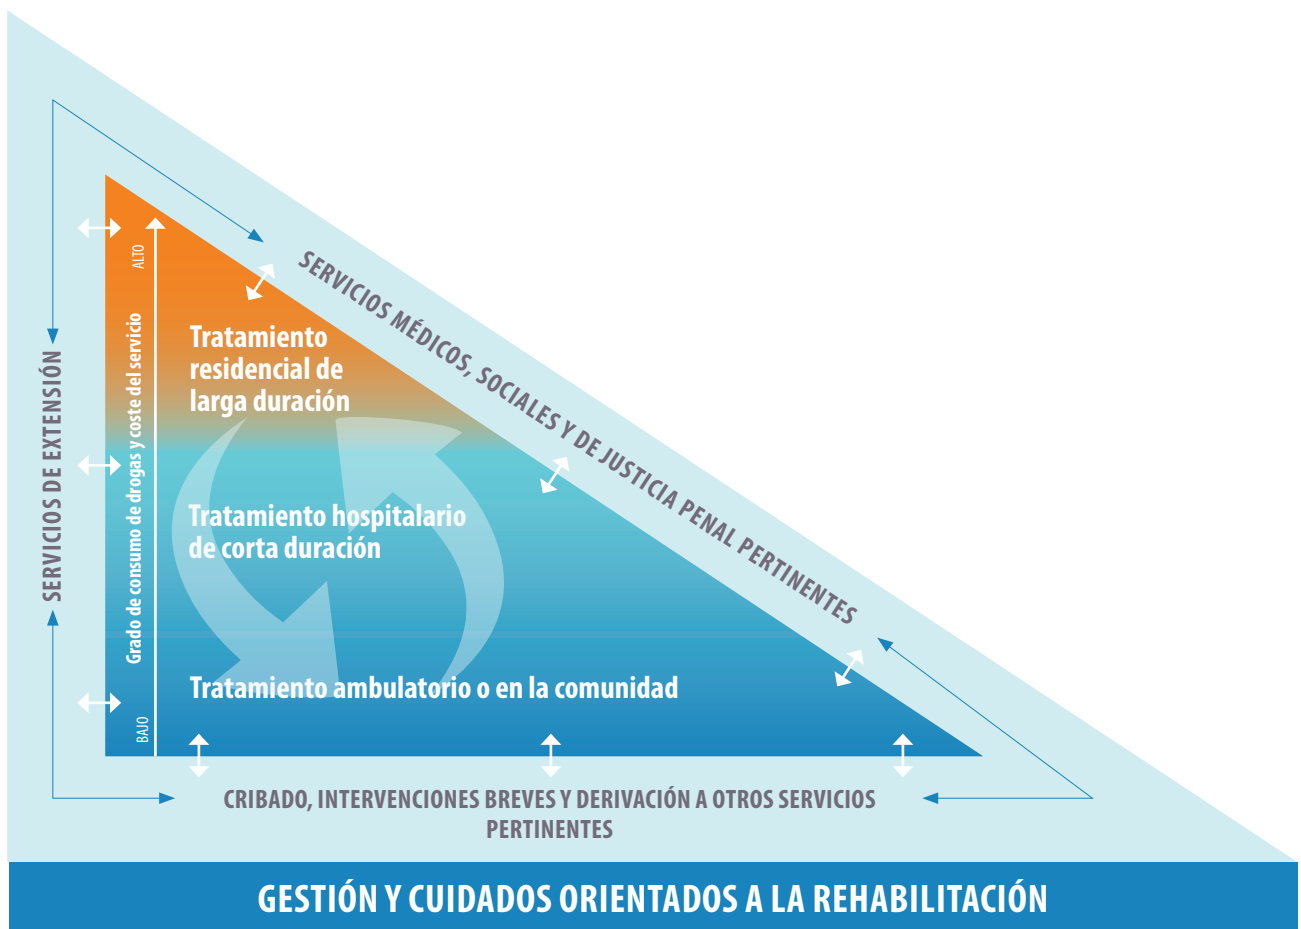 SERVICIOS DE EXTENSIÓN
SERVICIOS MÉDICOS, SOCIALES Y DE JUSTICIA PENAL PERTINENTES
ALTO
Grado de consumo de drogas y coste del servicio
BAJO
Tratamiento
residencial de
larga duración
Tratamiento hospitalario
de corta duración
Tratamiento ambulatorio o en la comunidad
CRIBADO, INTERVENCIONES BREVES Y DERIVACIÓN A OTROS SERVICIOS
PERTINENTES
GESTIÓN Y CUIDADOS ORIENTADOS A LA REHABILITACIÓN